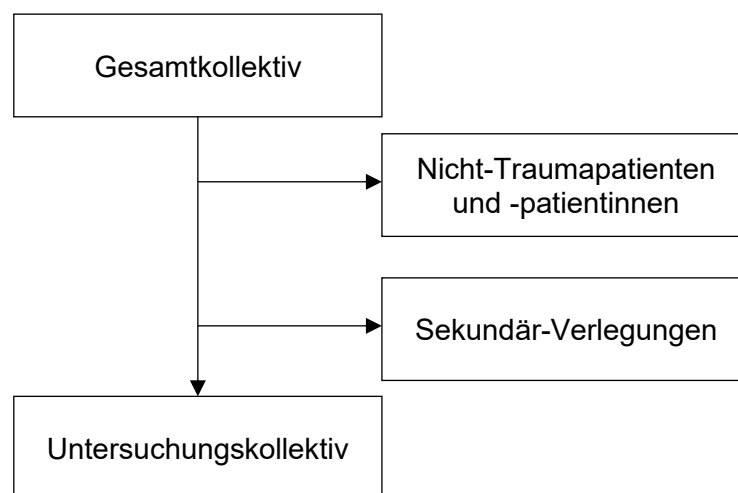 Gesamtkollektiv
Nicht-Traumapatienten
und -patientinnen
Sekundär-Verlegungen
Untersuchungskollektiv